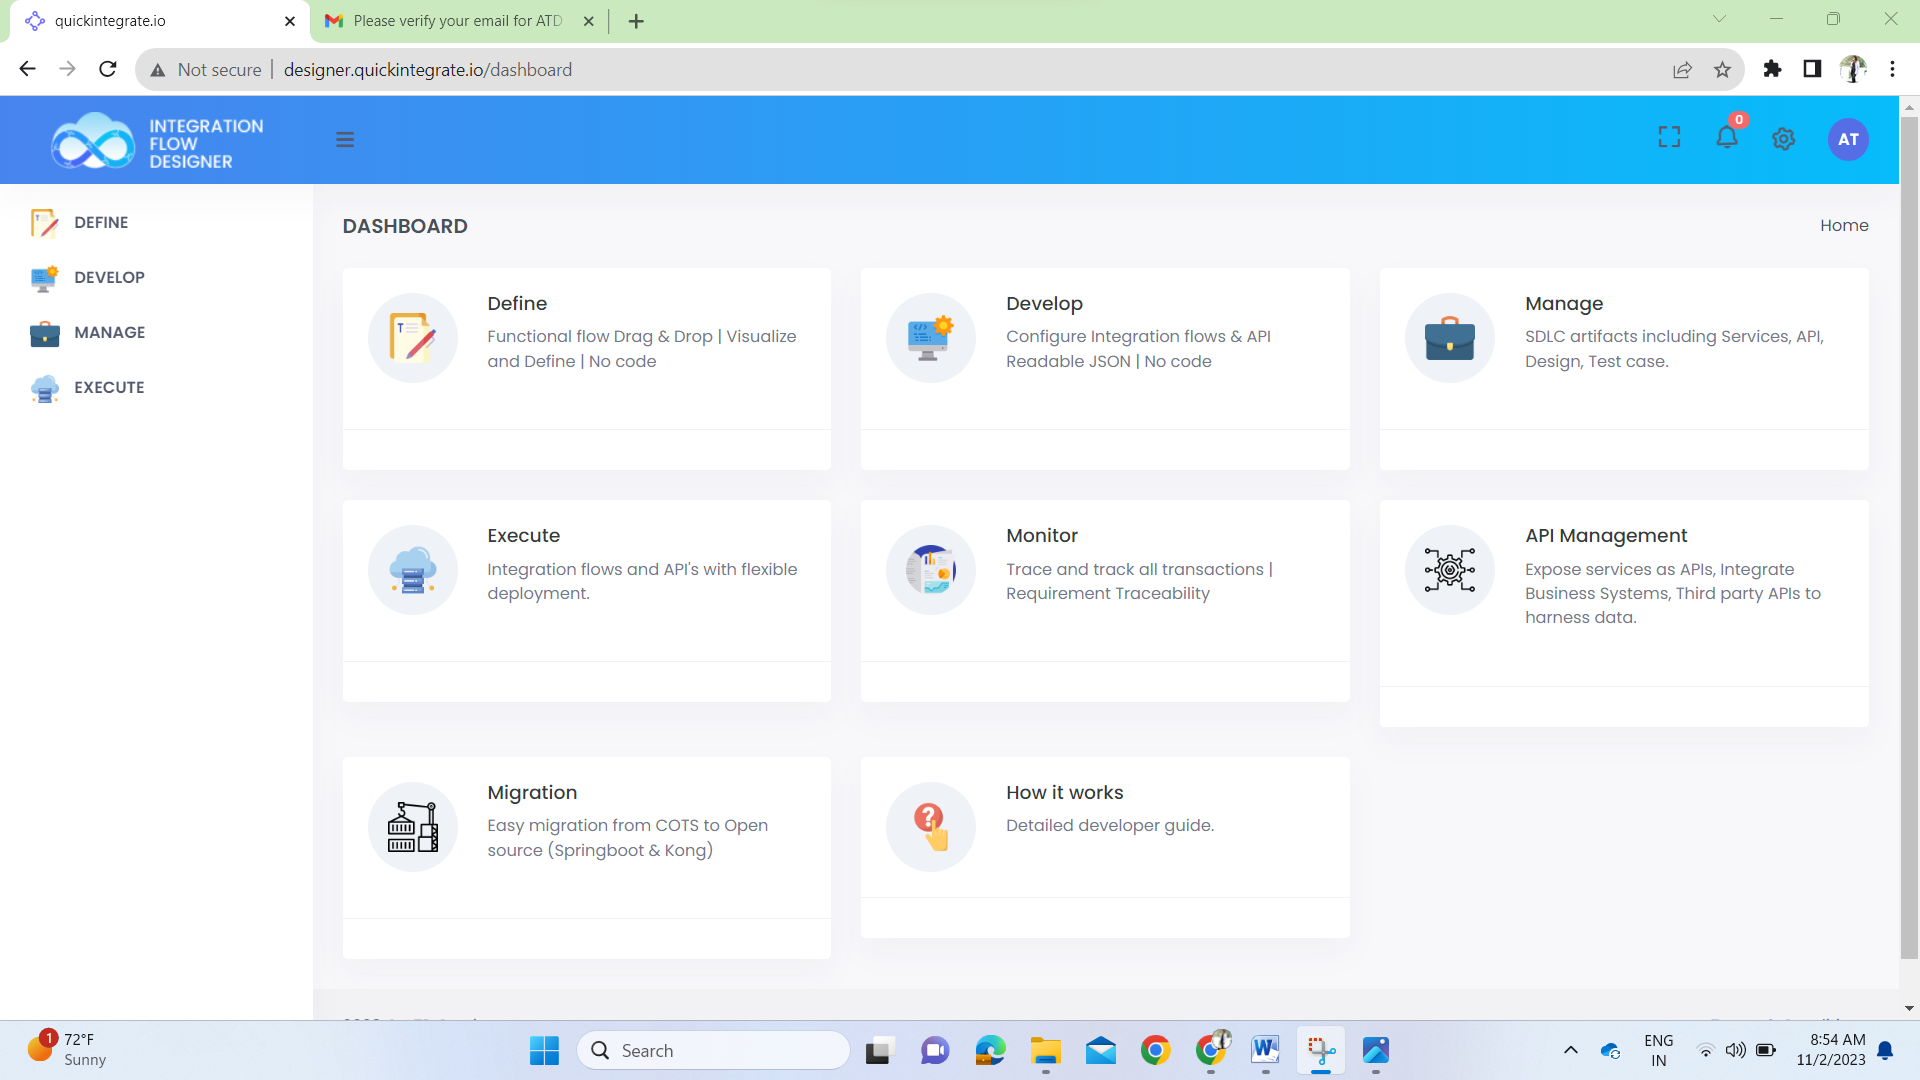 quickintegrate.io
Please verify your email for ATD
Not secure
designer.quickintegrate.io/dashboard
INTEGRATION
FLOW
DESIGNER
0
AT
DEFINE
DEVELOP
MANAGE
EXECUTE
DASHBOARD
Home
Define
Functional flow Drag & Drop | Visualize
and Define | No code
Develop
Configure Integration flows & API
Readable JSON | No code
Manage
SDLC artifacts including Services, API,
Design, Test case.
Execute
Integration flows and API's with flexible
deployment.
Monitor
Trace and track all transactions |
Requirement Traceability
API Management
Expose services as APIs, Integrate
Business Systems, Third party APIs to
harness data.
Migration
Easy migration from COTS to Open
source (Springboot & Kong)
How it works
Detailed developer guide.
1
72°F
Sunny
Search
ENG
IN
8:54 AM
11/2/2023